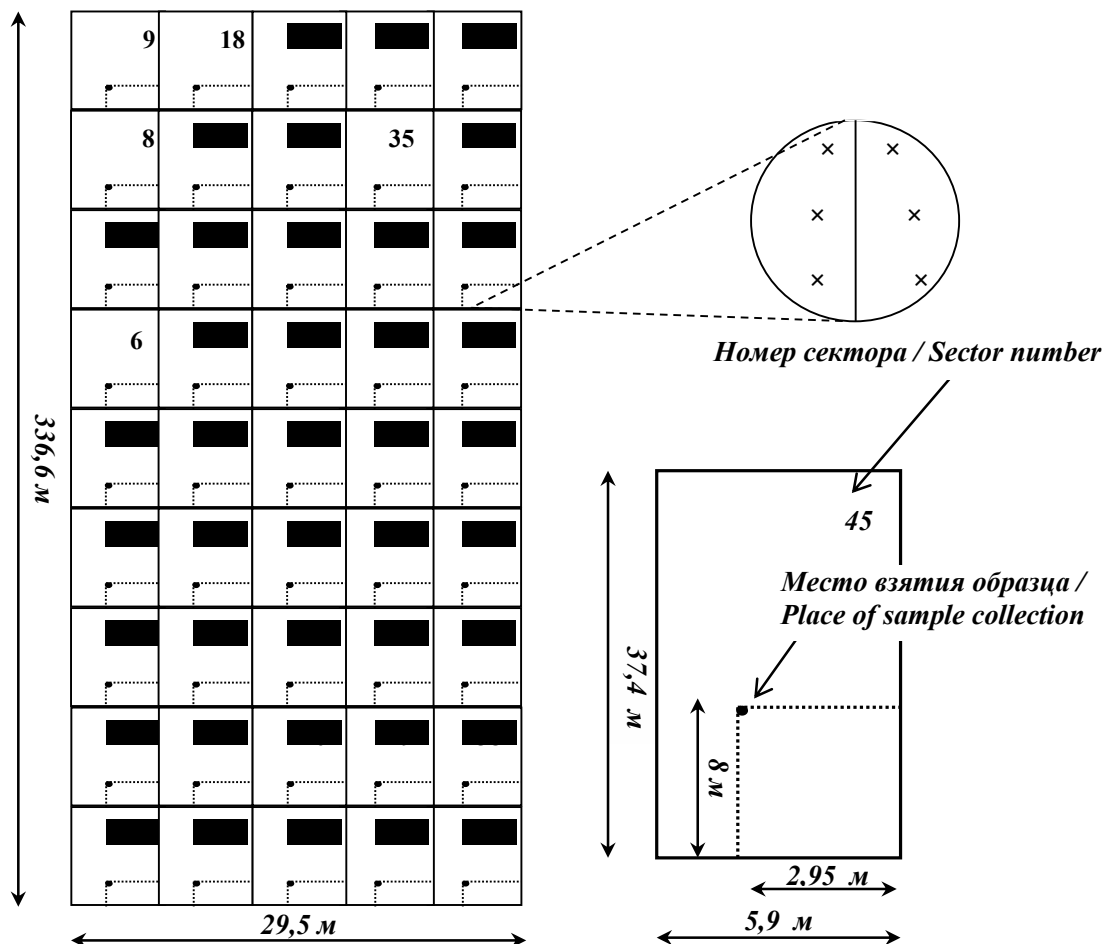 9 18
8 35
6
336,6 м
29,5 м
Номер сектора / Sector number
45
Место взятия образца /
Place of sample collection
37,4 м
8 м
2,95 м
5,9 м